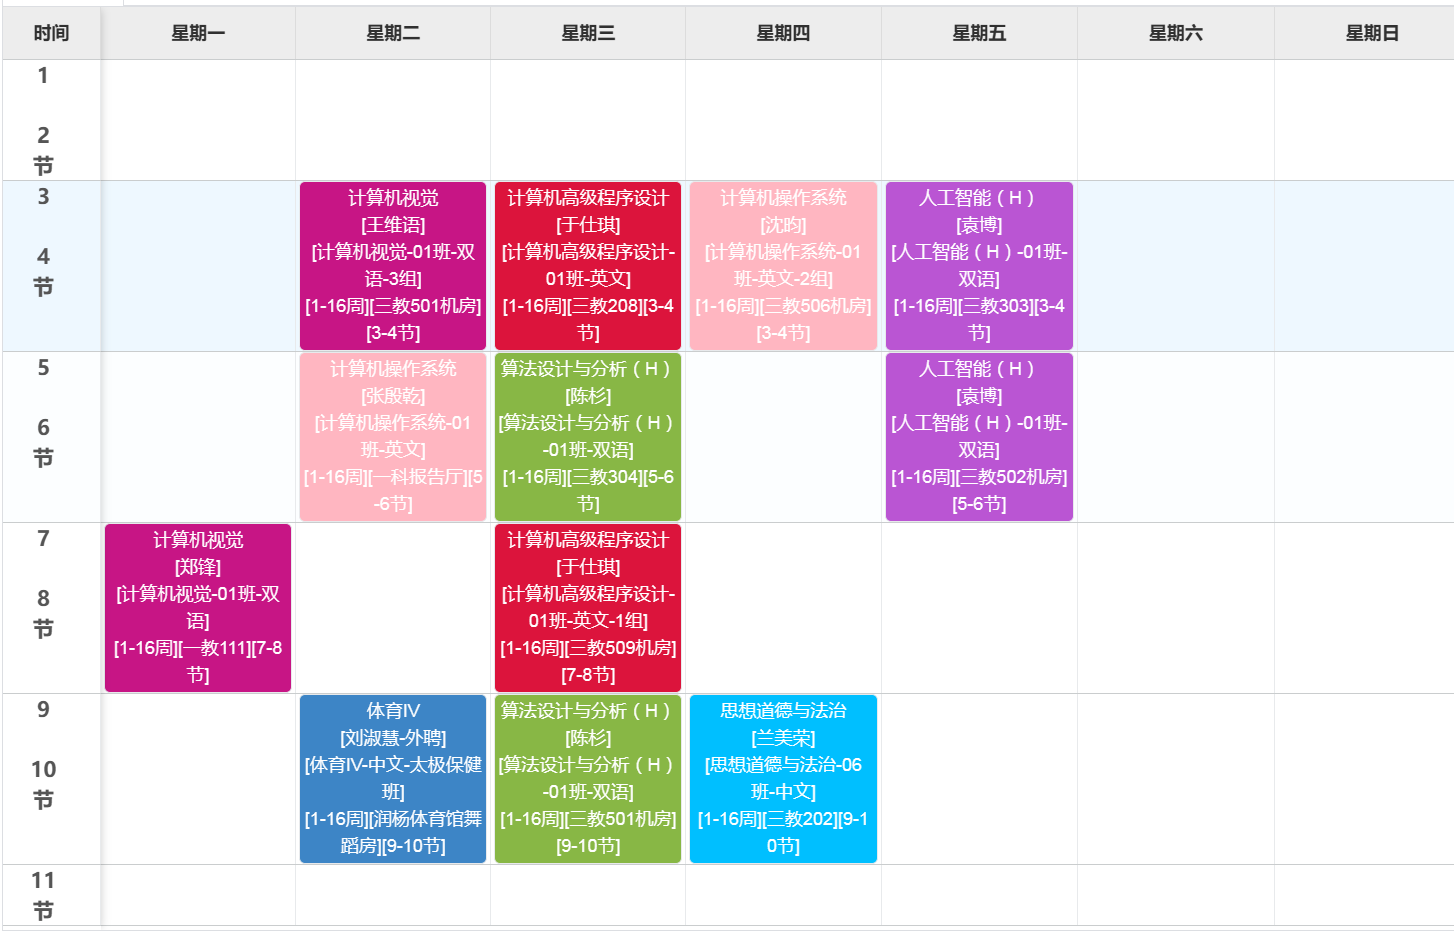 时间 星期一 星期二 星期三 星期四 星期五 星期六 星期日
1
2
节
3
4
节
计算机视觉
[王维语]
[计算机视觉-01班-双
语-3组]
[1-16周][三教501机房]
[3-4节]
计算机高级程序设计
[于仕琪]
[计算机高级程序设计-
01班-英文]
[1-16周][三教208][3-4
节]
计算机操作系统
[沈昀]
[计算机操作系统-01
班-英文-2组]
[1-16周][三教506机房]
[3-4节]
人工智能（H）
[袁博]
[人工智能（H）-01班-
双语]
[1-16周][三教303][3-4
节]
5
6
节
计算机操作系统
[张殷乾]
[计算机操作系统-01
班-英文]
[1-16周][一科报告厅][5
-6节]
算法设计与分析（H）
[陈杉]
[算法设计与分析（H）
-01班-双语]
[1-16周][三教304][5-6
节]
人工智能（H）
[袁博]
[人工智能（H）-01班-
双语]
[1-16周][三教502机房]
[5-6节]
7
8
节
计算机视觉
[郑锋]
[计算机视觉-01班-双
语]
[1-16周][一教111][7-8
节]
计算机高级程序设计
[于仕琪]
[计算机高级程序设计-
01班-英文-1组]
[1-16周][三教509机房]
[7-8节]
9
10
节
体育IV
[刘淑慧-外聘]
[体育IV-中文-太极保健
班]
[1-16周][润杨体育馆舞
蹈房][9-10节]
算法设计与分析（H）
[陈杉]
[算法设计与分析（H）
-01班-双语]
[1-16周][三教501机房]
[9-10节]
思想道德与法治
[兰美荣]
[思想道德与法治-06
班-中文]
[1-16周][三教202][9-1
0节]
11
节